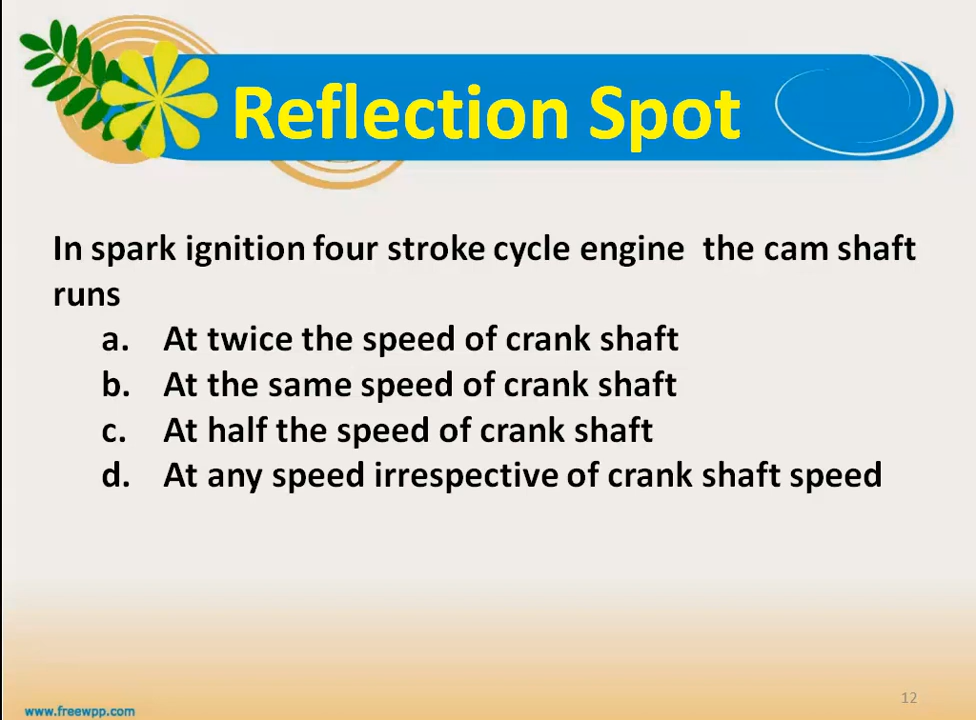 Reflection Spot
In spark ignition four stroke cycle engine the cam shaft
runs
a. At twice the speed of crank shaft
b. At the same speed of crank shaft
c. At half the speed of crank shaft
d. At any speed irrespective of crank shaft speed
12
www.freewpp.com